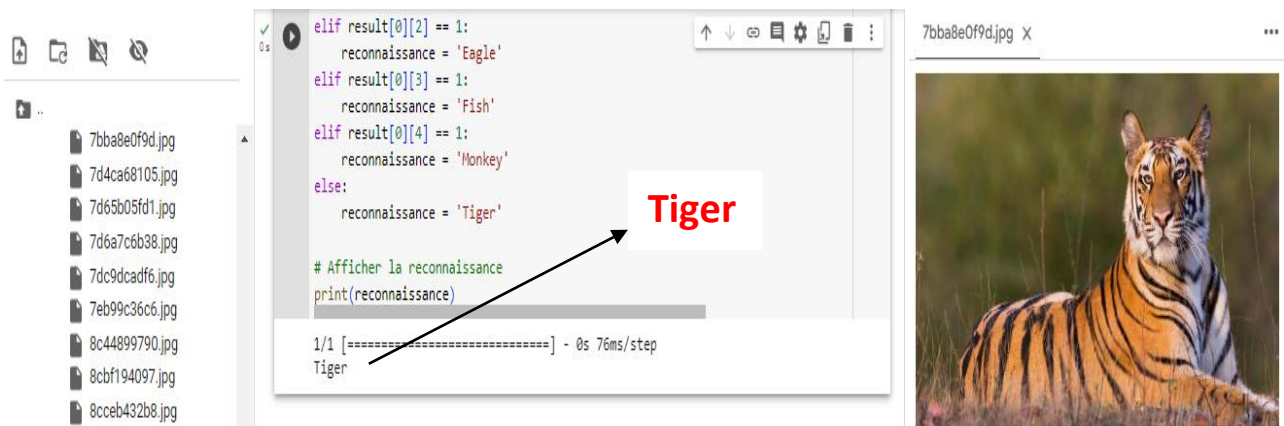 ..
7bba8e0f9d.jpg
7d4ca68105.jpg
7d65b05fd1.jpg
7d6a7c6b38.jpg
7dc9dcadf6.jpg
7eb99c36c6.jpg
8c44899790.jpg
8cbf194097.jpg
8cceb432b8.jpg
0s
elif result[0][2] == 1:
    reconnaissance = 'Eagle'
elif result[0][3] == 1:
    reconnaissance = 'Fish'
elif result[0][4] == 1:
    reconnaissance = 'Monkey'
else:
    reconnaissance = 'Tiger'
# Afficher la reconnaissance
print(reconnaissance)
1/1 [==============================] - 0s 76ms/step
Tiger
Tiger
7bba8e0f9d.jpg